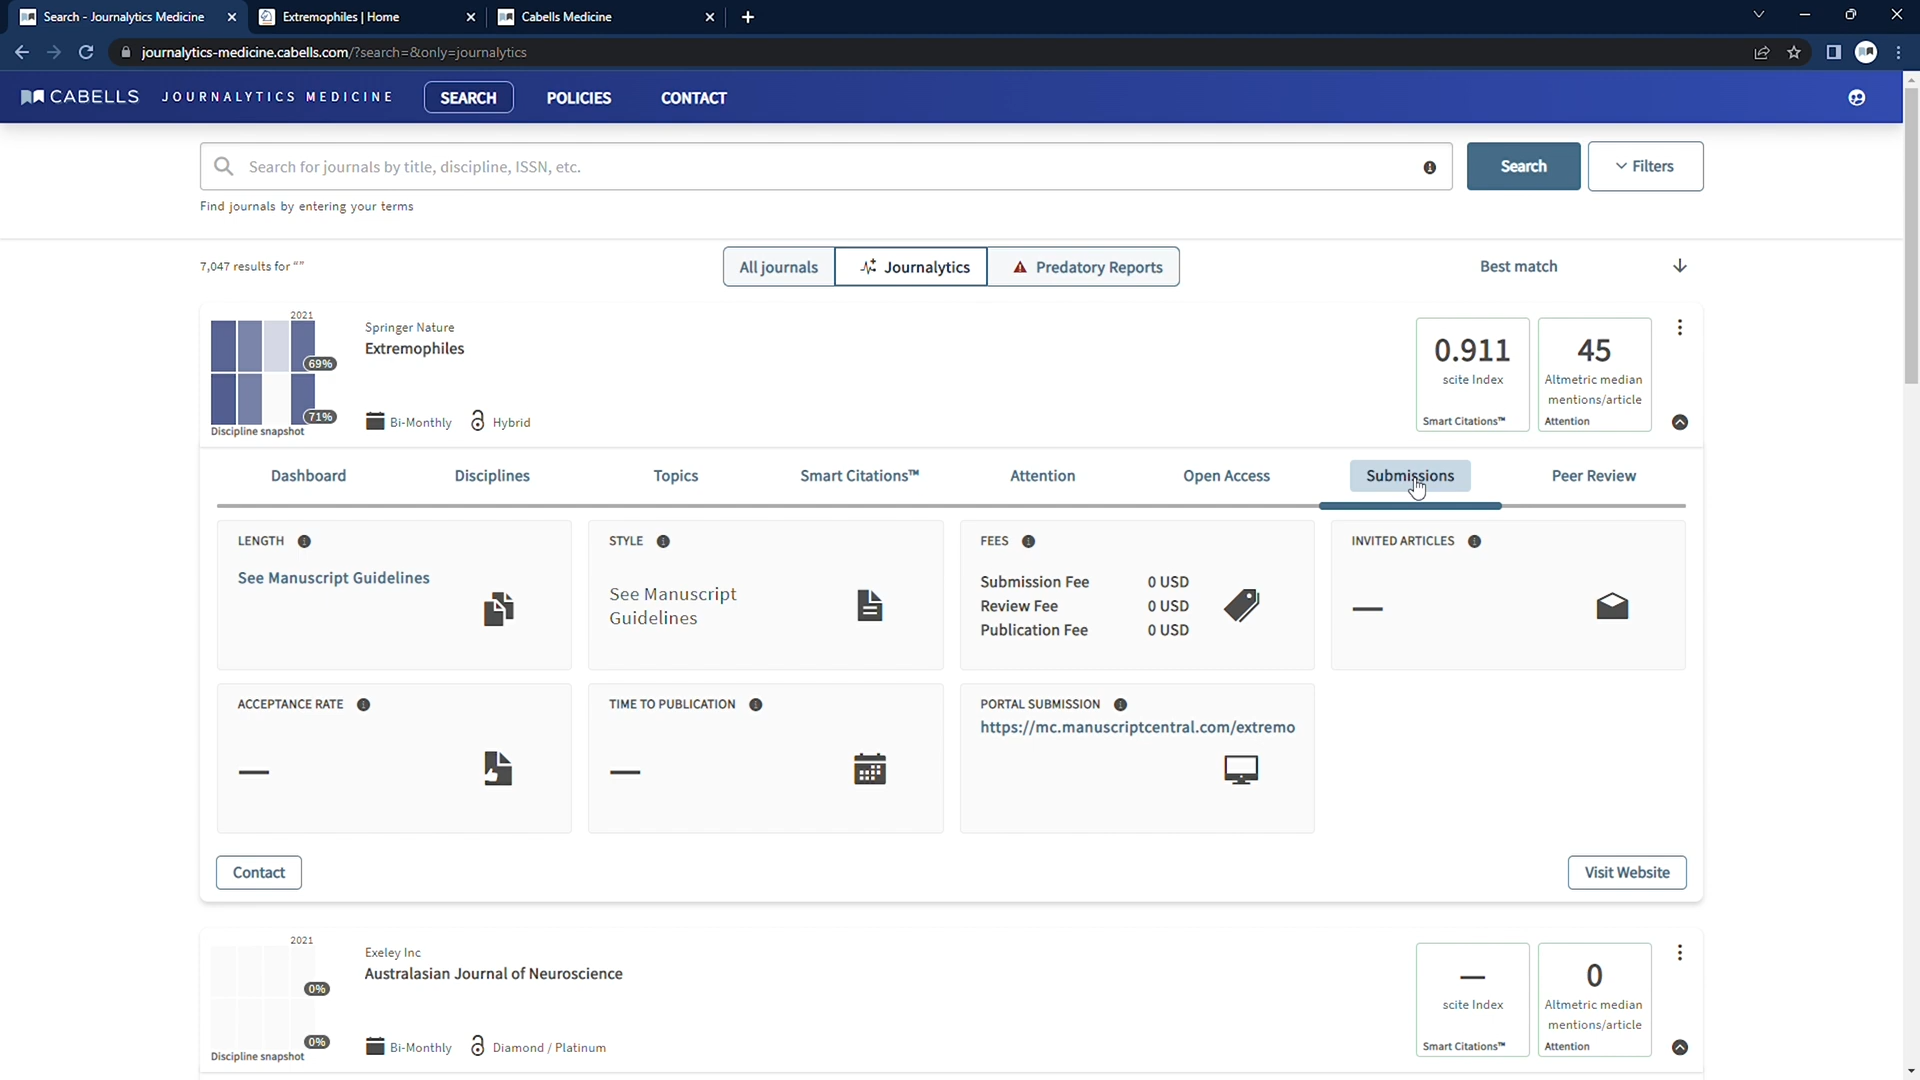 Search - Journalytics Medicine
Extremophiles | Home
Cabells Medicine
journalytics-medicine.cabells.com/?search=&only=journalytics
CABELLS JOURNALYTICS MEDICINE SEARCH POLICIES CONTACT
Search for journals by title, discipline, ISSN, etc.
Search
Filters
Find journals by entering your terms
7,047 results for “”
All journals
Journalytics
Predatory Reports
Best match
2021
69%
71%
Discipline snapshot
Springer Nature
Extremophiles
Bi-Monthly
Hybrid
0.911
scite Index
Smart Citations™
45
Altmetric median
mentions/article
Attention
Dashboard
Disciplines
Topics
Smart Citations™
Attention
Open Access
Submissions
Peer Review
LENGTH
See Manuscript Guidelines
STYLE
See Manuscript
Guidelines
FEES
Submission Fee 0 USD
Review Fee 0 USD
Publication Fee 0 USD
INVITED ARTICLES
—
ACCEPTANCE RATE
—
TIME TO PUBLICATION
—
PORTAL SUBMISSION
https://mc.manuscriptcentral.com/extremo
Contact
Visit Website
2021
0%
0%
Discipline snapshot
Exeley Inc
Australasian Journal of Neuroscience
Bi-Monthly
Diamond / Platinum
—
scite Index
Smart Citations™
0
Altmetric median
mentions/article
Attention